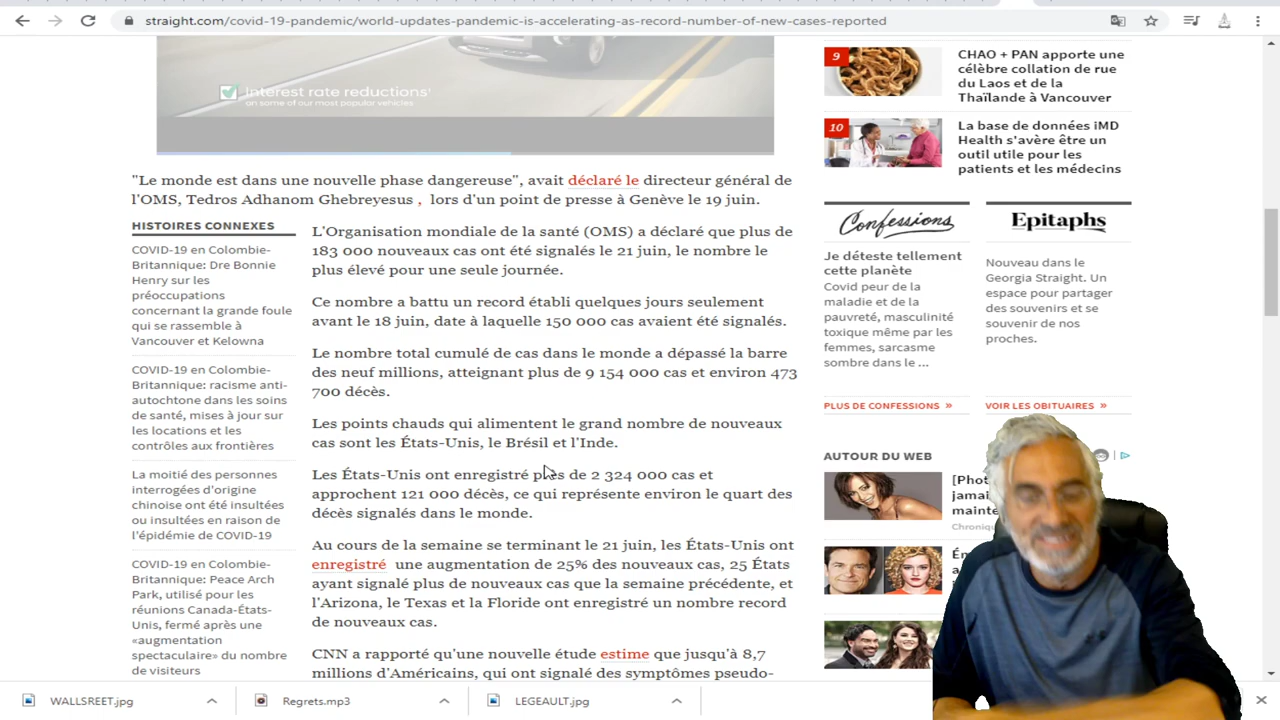 straight.com/covid-19-pandemic/world-updates-pandemic-is-accelerating-as-record-number-of-new-cases-reported
Interest rate reductions¹
on some of our most popular vehicles
"Le monde est dans une nouvelle phase dangereuse", avait déclaré le directeur général de
l'OMS, Tedros Adhanom Ghebreyesus , lors d'un point de presse à Genève le 19 juin.
HISTOIRES CONNEXES
COVID-19 en Colombie-
Britannique: Dre Bonnie
Henry sur les
préoccupations
concernant la grande foule
qui se rassemble à
Vancouver et Kelowna
COVID-19 en Colombie-
Britannique: racisme anti-
autochtone dans les soins
de santé, mises à jour sur
les locations et les
contrôles aux frontières
La moitié des personnes
interrogées d'origine
chinoise ont été insultées
ou insultées en raison de
l'épidémie de COVID-19
COVID-19 en Colombie-
Britannique: Peace Arch
Park, utilisé pour les
réunions Canada-États-
Unis, fermé après une
«augmentation
spectaculaire» du nombre
de visiteurs
L'Organisation mondiale de la santé (OMS) a déclaré que plus de
183 000 nouveaux cas ont été signalés le 21 juin, le nombre le
plus élevé pour une seule journée.
Ce nombre a battu un record établi quelques jours seulement
avant le 18 juin, date à laquelle 150 000 cas avaient été signalés.
Le nombre total cumulé de cas dans le monde a dépassé la barre
des neuf millions, atteignant plus de 9 154 000 cas et environ 473
700 décès.
Les points chauds qui alimentent le grand nombre de nouveaux
cas sont les États-Unis, le Brésil et l'Inde.
Les États-Unis ont enregistré près de 2 324 000 cas et
approchent 121 000 décès, ce qui représente environ le quart des
décès signalés dans le monde.
Au cours de la semaine se terminant le 21 juin, les États-Unis ont
enregistré une augmentation de 25% des nouveaux cas, 25 États
ayant signalé plus de nouveaux cas que la semaine précédente, et
l'Arizona, le Texas et la Floride ont enregistré un nombre record
de nouveaux cas.
CNN a rapporté qu'une nouvelle étude estime que jusqu'à 8,7
millions d'Américains, qui ont signalé des symptômes pseudo-
9
CHAO + PAN apporte une
célèbre collation de rue
du Laos et de la
Thaïlande à Vancouver
10
La base de données iMD
Health s'avère être un
outil utile pour les
patients et les médecins
Confessions
Je déteste tellement
cette planète
Covid peur de la
maladie et de la
pauvreté, masculinité
toxique même par les
femmes, sarcasme
sombre dans le ...
PLUS DE CONFESSIONS »
Epitaphs
Nouveau dans le
Georgia Straight. Un
espace pour partager
des souvenirs et se
souvenir de nos
proches.
VOIR LES OBITUAIRES »
AUTOUR DU WEB
[Phot
jamai
mainte
Chroniq
WALLSREET.jpg
Regrets.mp3
LEGEAULT.jpg